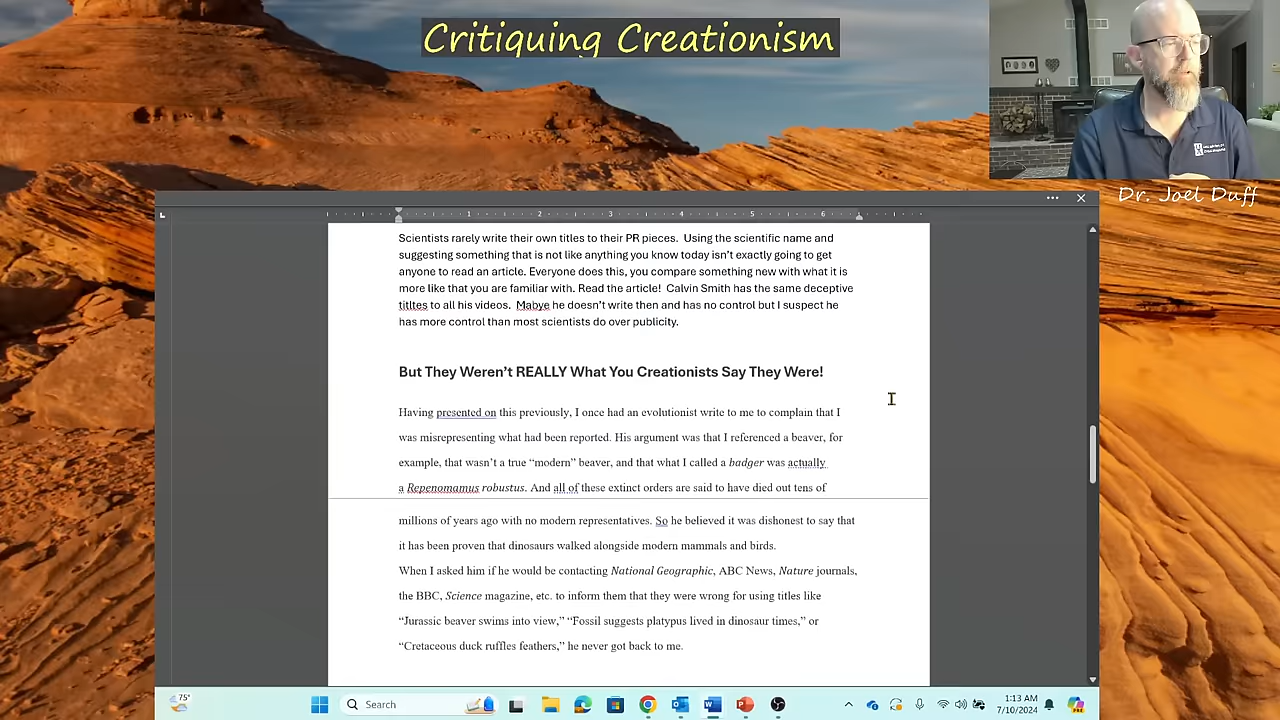 Critiquing Creationism
Dr. Joel Duff
1 2 3 4 5 6
Scientists rarely write their own titles to their PR pieces. Using the scientific name and
suggesting something that is not like anything you know today isn't exactly going to get
anyone to read an article. Everyone does this, you compare something new with what it is
more like that you are familiar with. Read the article! Calvin Smith has the same deceptive
titltes to all his videos. Mabye he doesn't write then and has no control but I suspect he
has more control than most scientists do over publicity.
But They Weren't REALLY What You Creationists Say They Were!
Having presented on this previously, I once had an evolutionist write to me to complain that I
was misrepresenting what had been reported. His argument was that I referenced a beaver, for
example, that wasn't a true “modern” beaver, and that what I called a badger was actually
a Repenomamus robustus. And all of these extinct orders are said to have died out tens of
millions of years ago with no modern representatives. So he believed it was dishonest to say that
it has been proven that dinosaurs walked alongside modern mammals and birds.
When I asked him if he would be contacting National Geographic, ABC News, Nature journals,
the BBC, Science magazine, etc. to inform them that they were wrong for using titles like
“Jurassic beaver swims into view,” “Fossil suggests platypus lived in dinosaur times,” or
“Cretaceous duck ruffles feathers,” he never got back to me.
75°
Search
1:13 AM
7/10/2024